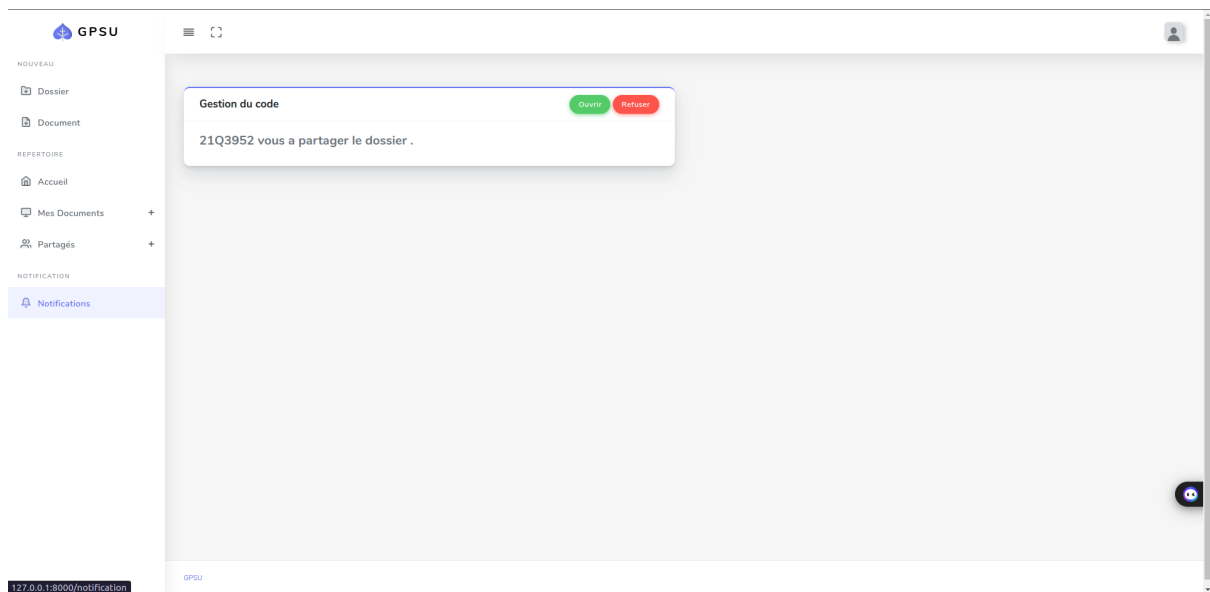 GPSU
NOUVEAU
Dossier
Document
REPERTOIRE
Accueil
Mes Documents +
Partagés +
NOTIFICATION
Notifications
Gestion du code
Ouvrir Refuser
21Q3952 vous a partager le dossier .
GPSU
127.0.0.1:8000/notification